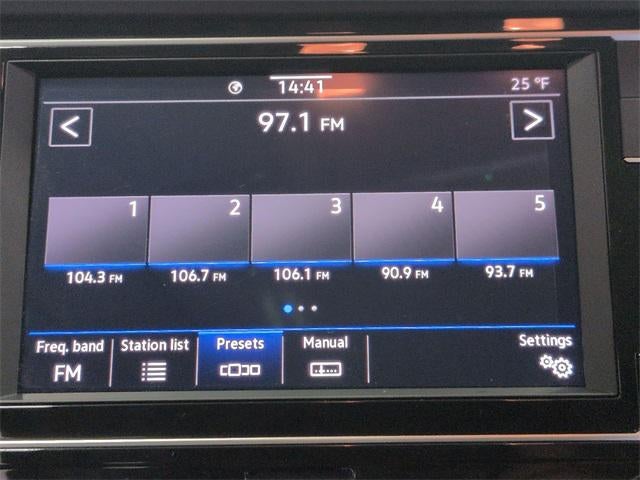 14:41 25 °F
< 97.1 FM >
1 2 3 4 5
104.3 FM 106.7 FM 106.1 FM 90.9 FM 93.7 FM
Freq. band Station list Presets Manual Settings
FM